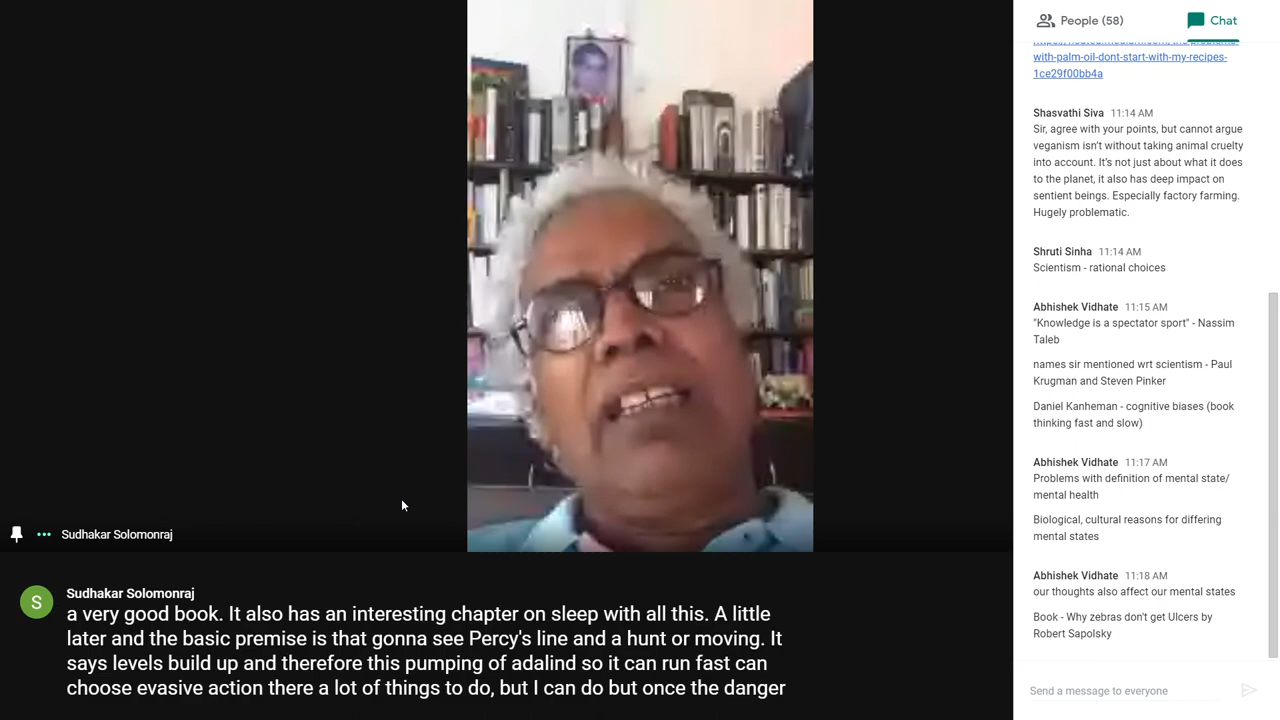 People (58)
Chat
with-palm-oil-dont-start-with-my-recipes-
1ce29f00bb4a
Shasvathi Siva 11:14 AM
Sir, agree with your points, but cannot argue
veganism isn't without taking animal cruelty
into account. It's not just about what it does
to the planet, it also has deep impact on
sentient beings. Especially factory farming.
Hugely problematic.
Shruti Sinha 11:14 AM
Scientism - rational choices
Abhishek Vidhate 11:15 AM
"Knowledge is a spectator sport" - Nassim
Taleb
names sir mentioned wrt scientism - Paul
Krugman and Steven Pinker
Daniel Kanheman - cognitive biases (book
thinking fast and slow)
Abhishek Vidhate 11:17 AM
Problems with definition of mental state/
mental health
Biological, cultural reasons for differing
mental states
Abhishek Vidhate 11:18 AM
our thoughts also affect our mental states
Book - Why zebras don't get Ulcers by
Robert Sapolsky
Send a message to everyone
Sudhakar Solomonraj
S
Sudhakar Solomonraj
a very good book. It also has an interesting chapter on sleep with all this. A little
later and the basic premise is that gonna see Percy's line and a hunt or moving. It
says levels build up and therefore this pumping of adalind so it can run fast can
choose evasive action there a lot of things to do, but I can do but once the danger